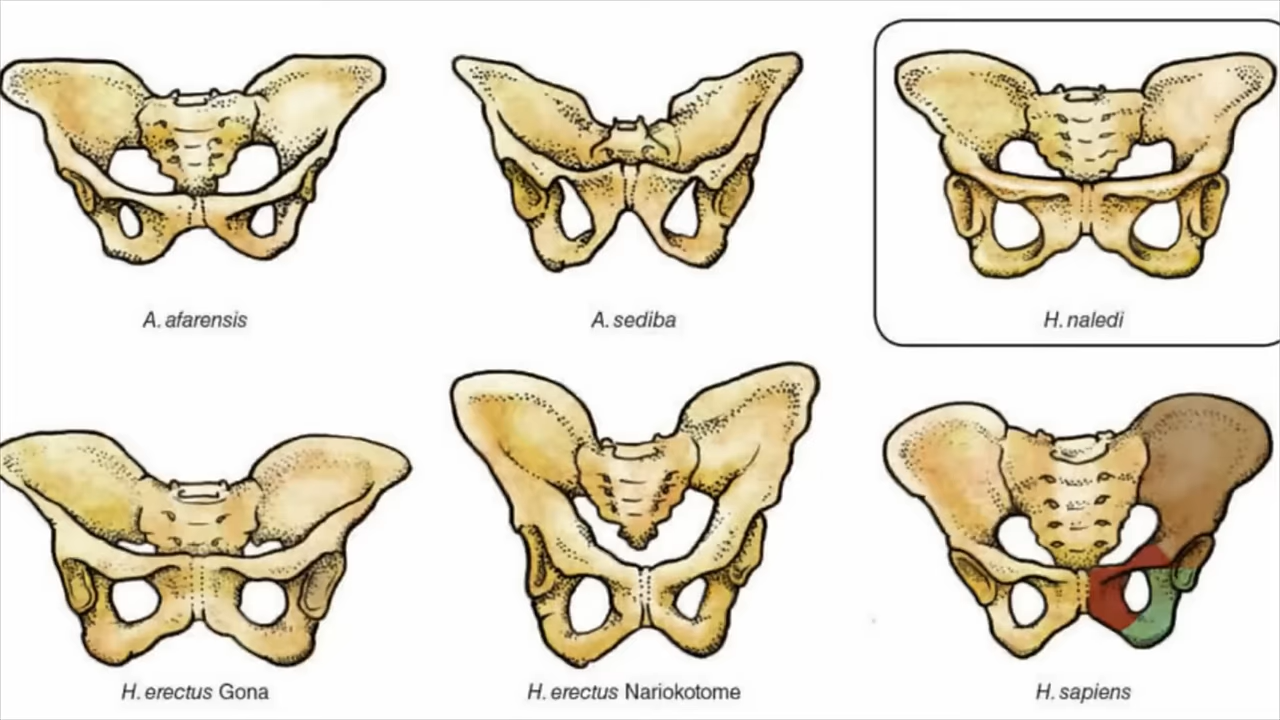 A. afarensis
A. sediba
H. naledi
H. erectus Gona
H. erectus Nariokotome
H. sapiens